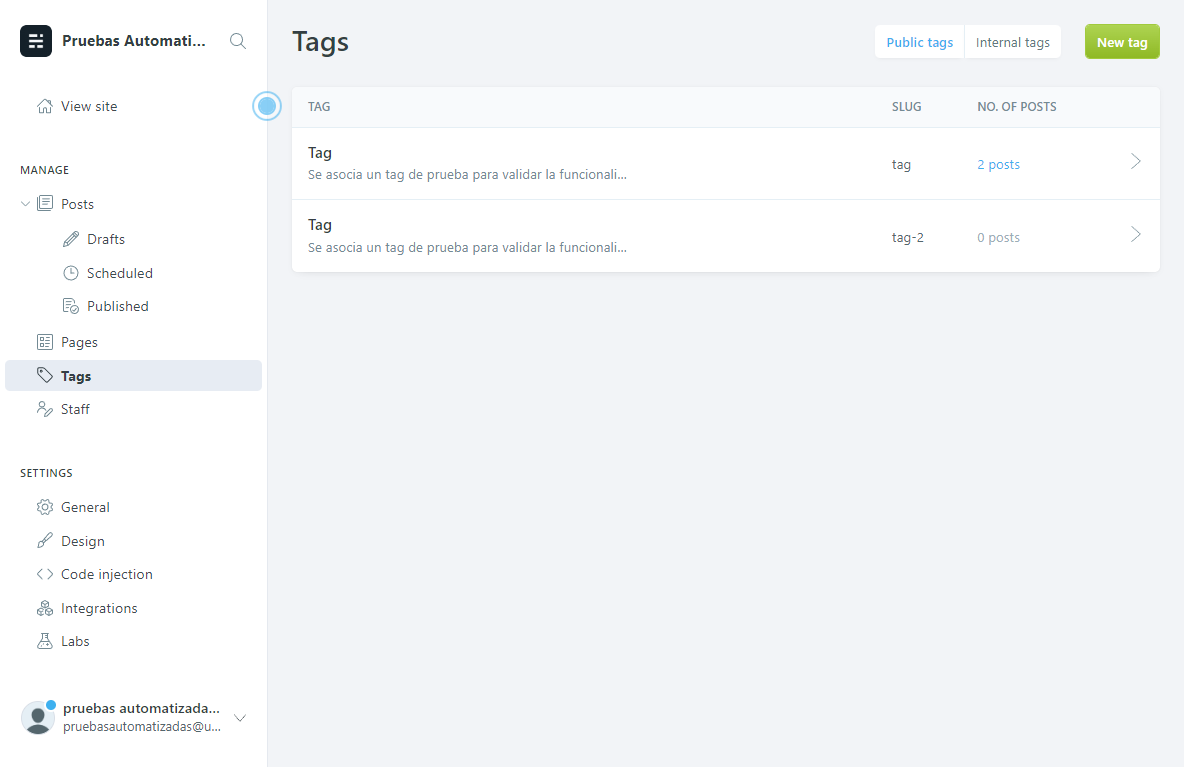 Pruebas Automati...
View site
MANAGE
Posts
Drafts
Scheduled
Published
Pages
Tags
Staff
SETTINGS
General
Design
Code injection
Integrations
Labs
pruebas automatizada...
pruebasautomatizadas@u...
Tags
Public tags
Internal tags
New tag
TAG SLUG NO. OF POSTS
Tag
Se asocia un tag de prueba para validar la funcionali...
tag
2 posts
Tag
Se asocia un tag de prueba para validar la funcionali...
tag-2
0 posts